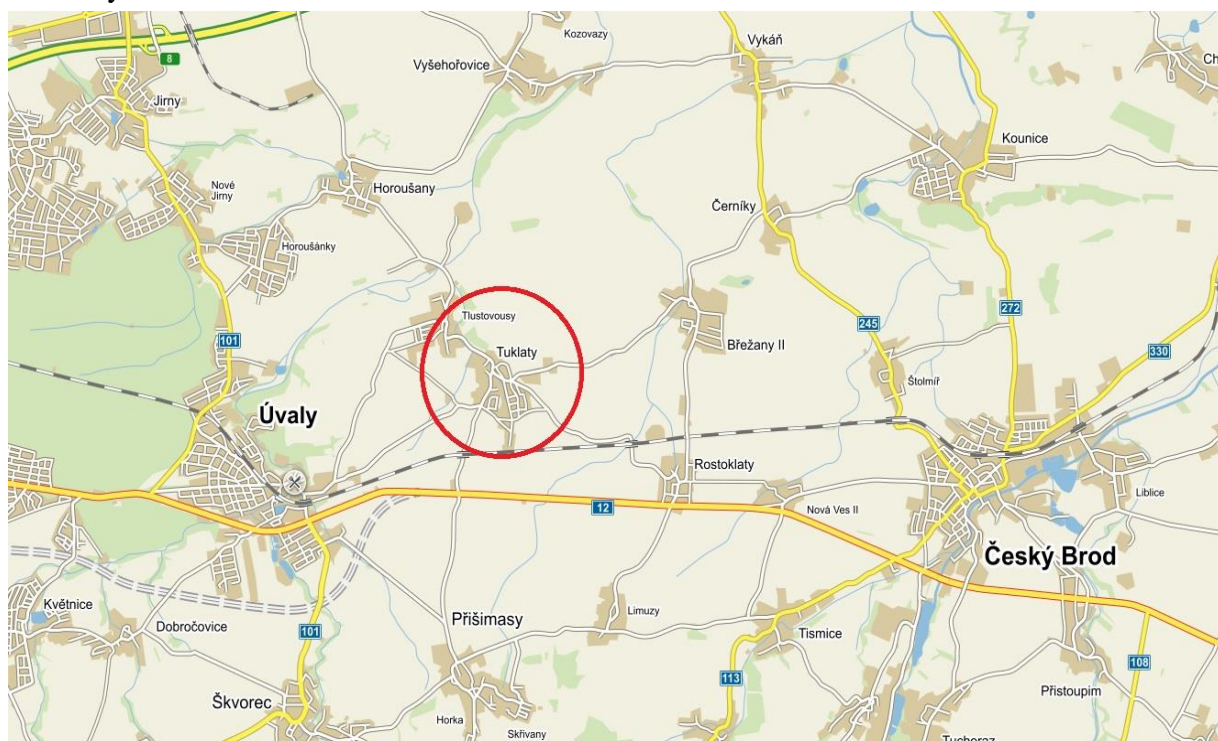 Kozovazy
Vykáň
8
Vyšehořovice
Jirny
Kounice
Nové
Jirny
Horoušany
Černíky
Horoušánky
272
Tlustovousy
245
101
Břežany II
330
Tuklaty
Štolmíř
Úvaly
Rostoklaty
Liblice
12
Nová Ves II
Český Brod
Květnice
Limuzy
Přišimasy
Dobročovice
101
Tismice
108
113
Přistoupim
Škvorec
Horka
Skřivany